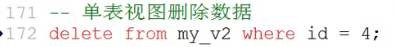 171 -- 单表视图删除数据
172 delete from my_v2 where id = 4;